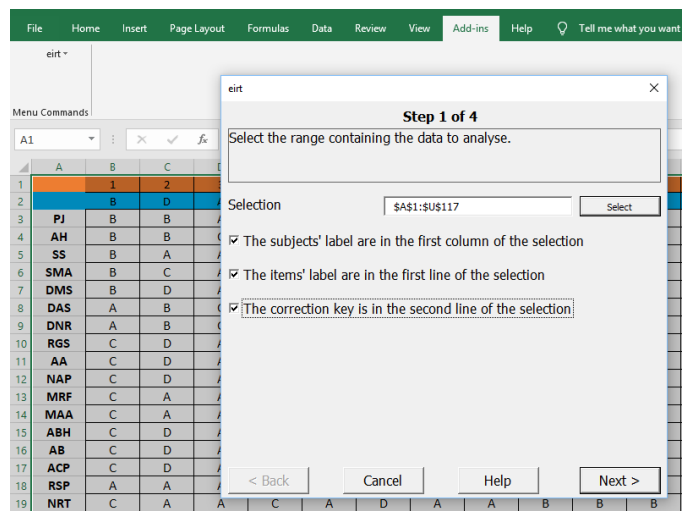 File Home Insert Page Layout Formulas Data Review View Add-ins Help Tell me what you want
eirt
Menu Commands
A1 fx
eirt
Step 1 of 4
Select the range containing the data to analyse.
Selection $A$1:$U$117 Select
The subjects' label are in the first column of the selection
The items' label are in the first line of the selection
The correction key is in the second line of the selection
< Back Cancel Help Next >
A B C
1 1 2
2 B D
3 PJ B B
4 AH B B
5 SS B A
6 SMA B C
7 DMS B D
8 DAS A B
9 DNR A B
10 RGS C D
11 AA C D
12 NAP C D
13 MRF C A
14 MAA C A
15 ABH C D
16 AB C D
17 ACP C D
18 RSP A A
19 NRT C A A C A D A A B B B